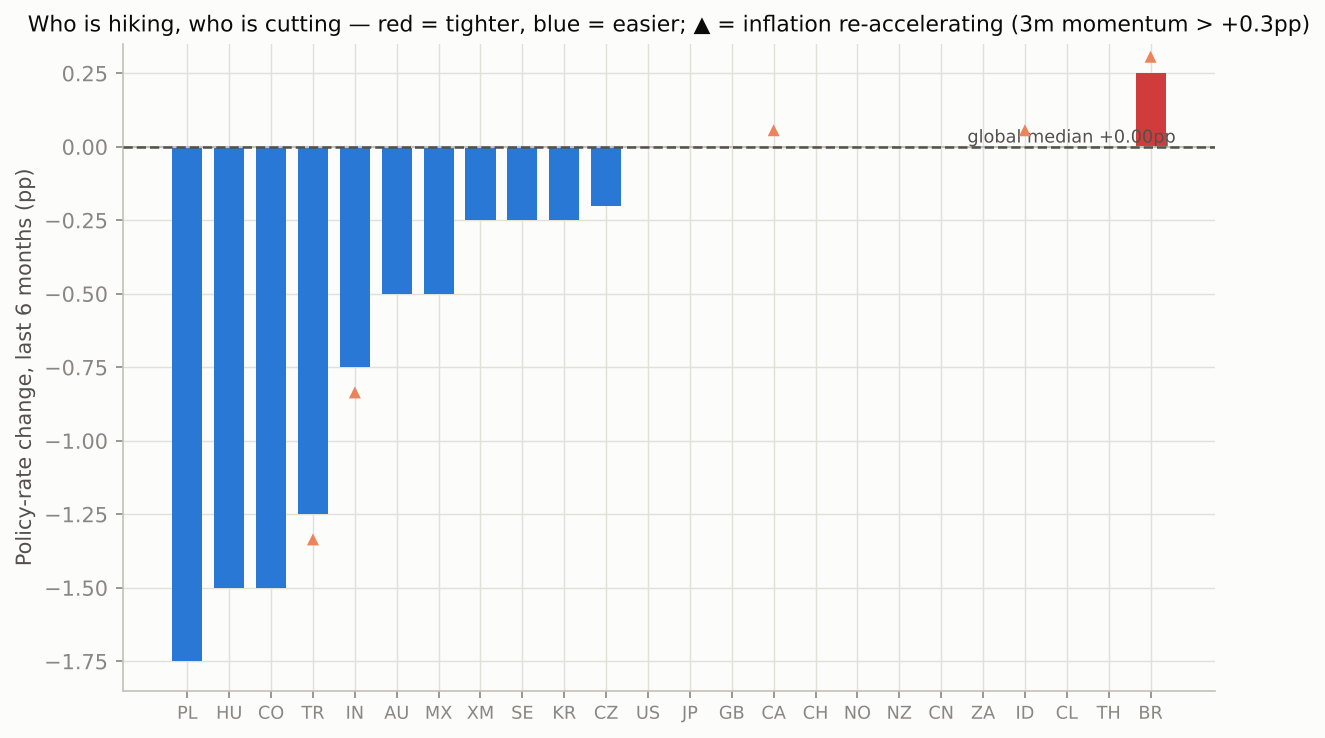 Who is hiking, who is cutting — red = tighter, blue = easier; ▲ = inflation re-accelerating (3m momentum > +0.3pp)
Policy-rate change, last 6 months (pp)
0.25
0.00
−0.25
−0.50
−0.75
−1.00
−1.25
−1.50
−1.75
global median +0.00pp
PL HU CO TR IN AU MX XM SE KR CZ US JP GB CA CH NO NZ CN ZA ID CL TH BR